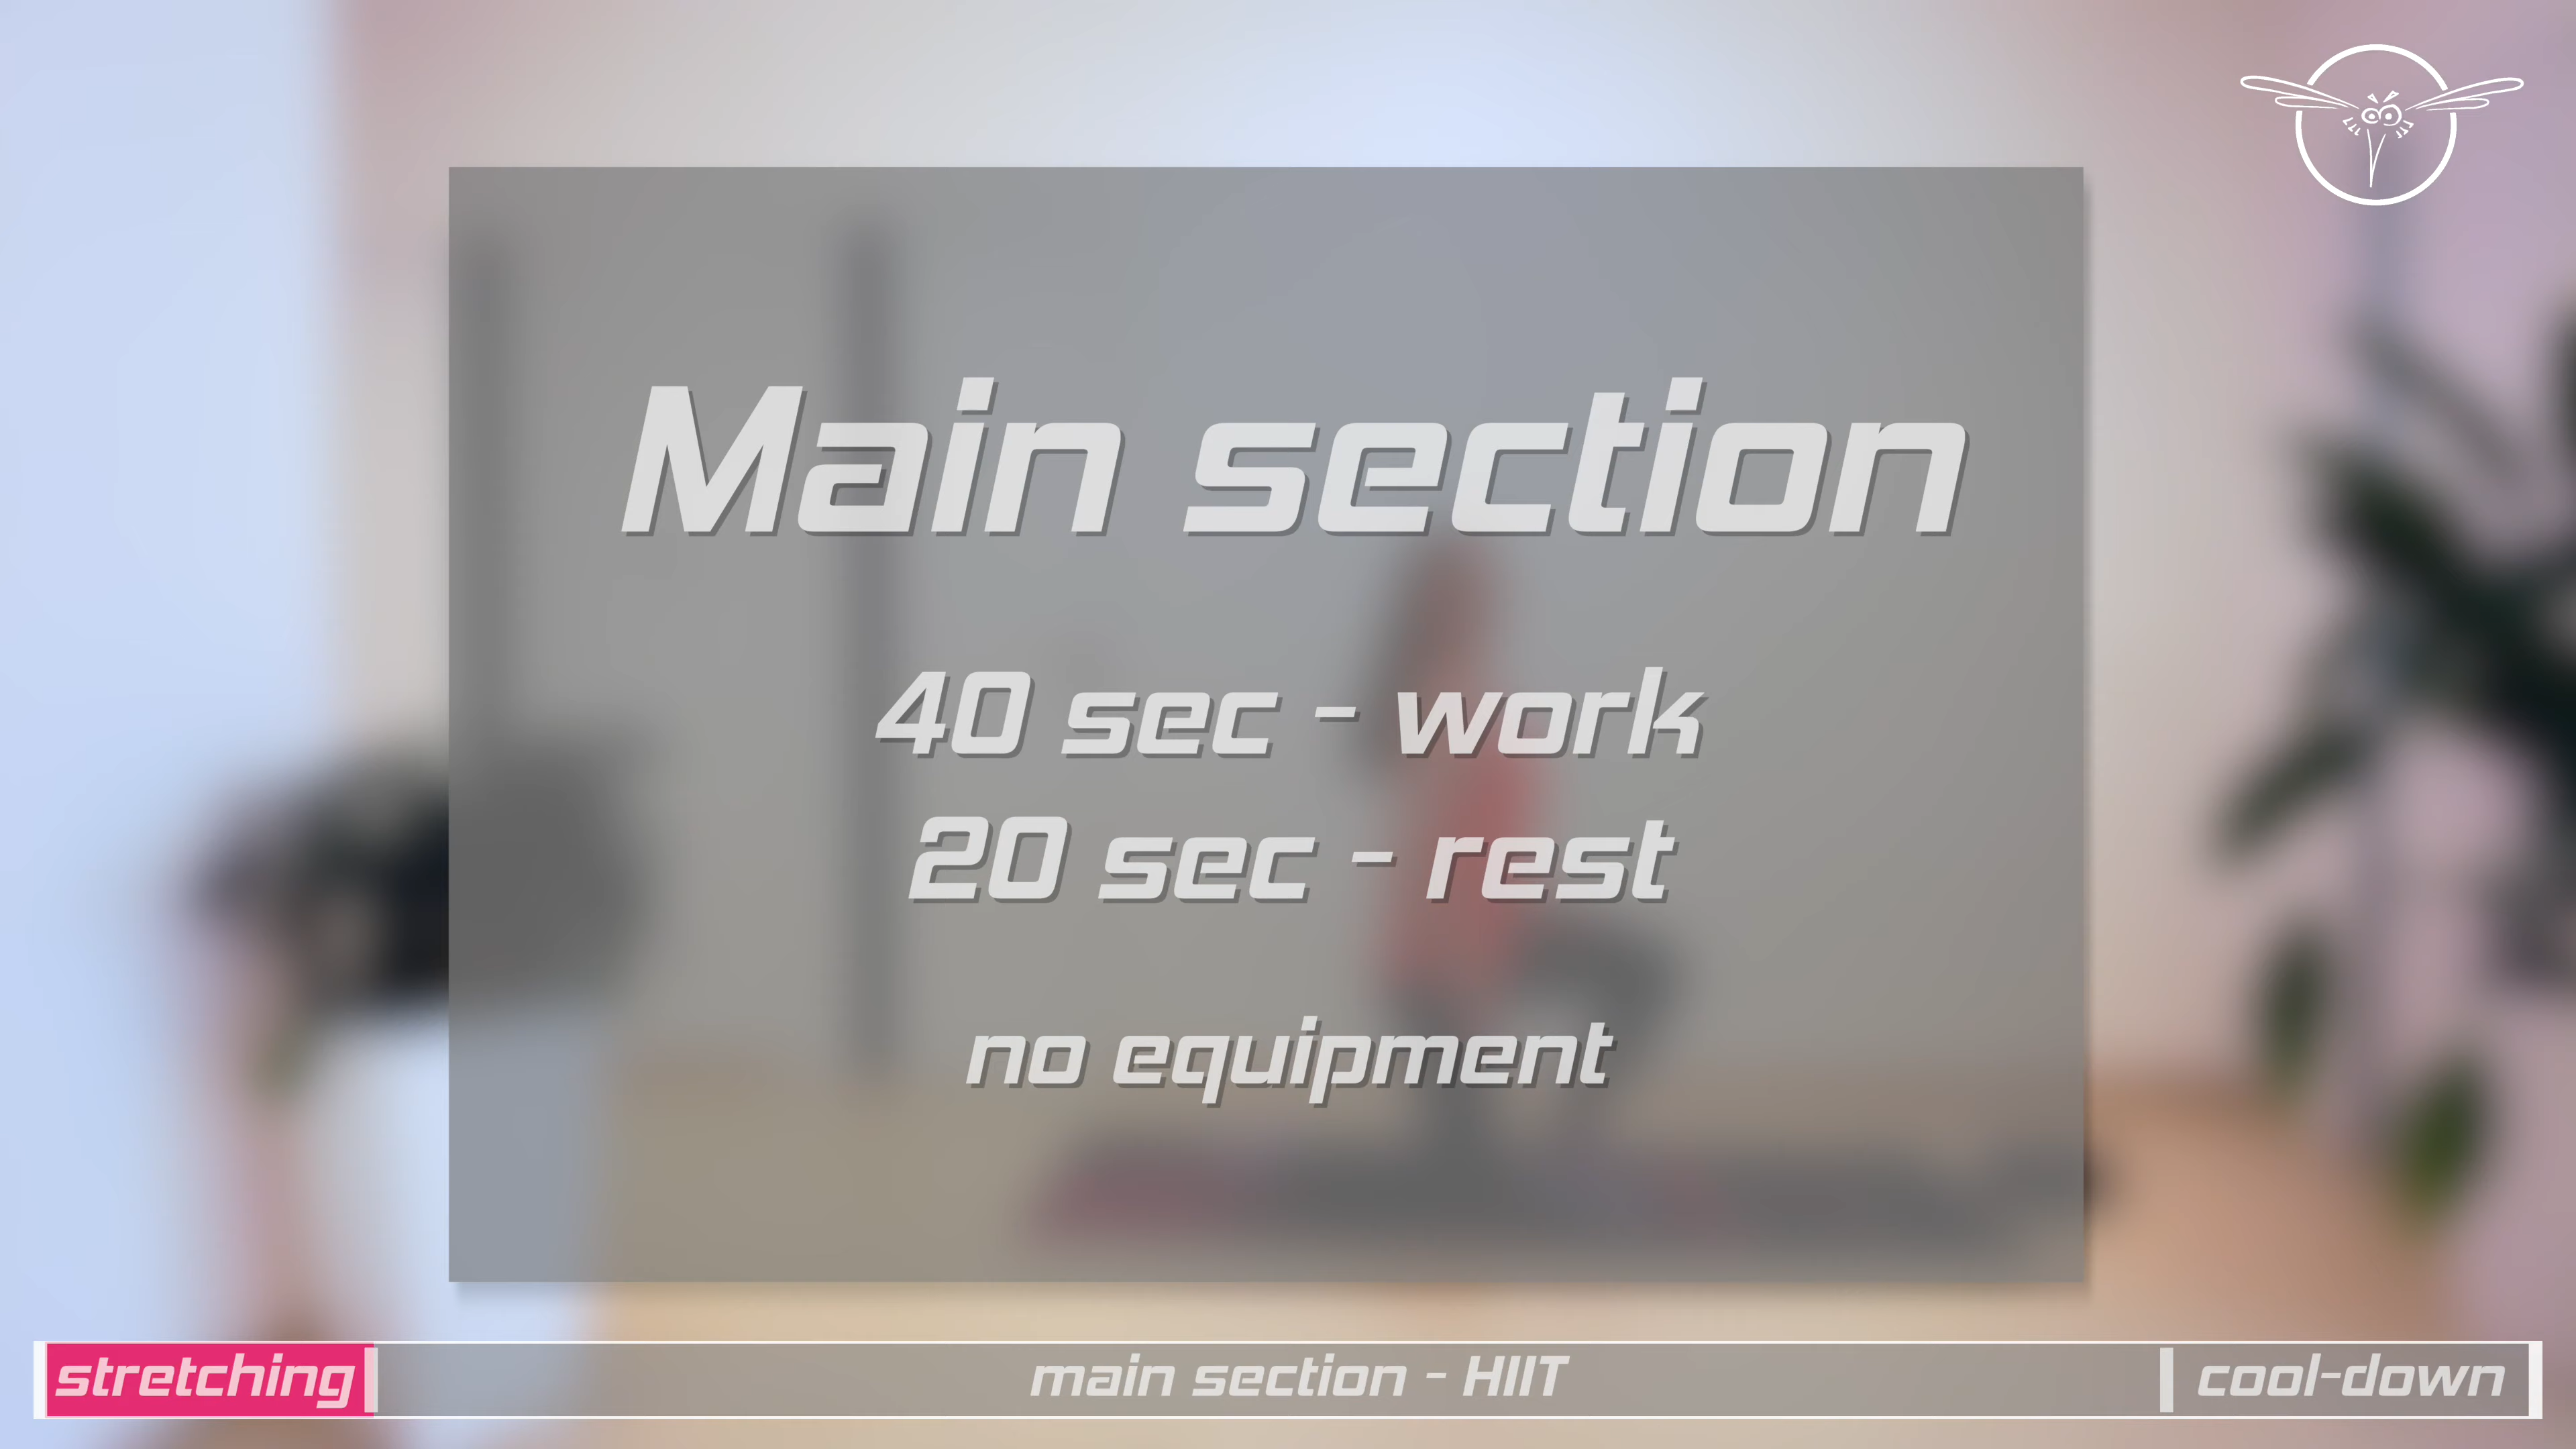 Main section
40 sec - work
20 sec - rest
no equipment
stretching
main section - HIIT
cool-down